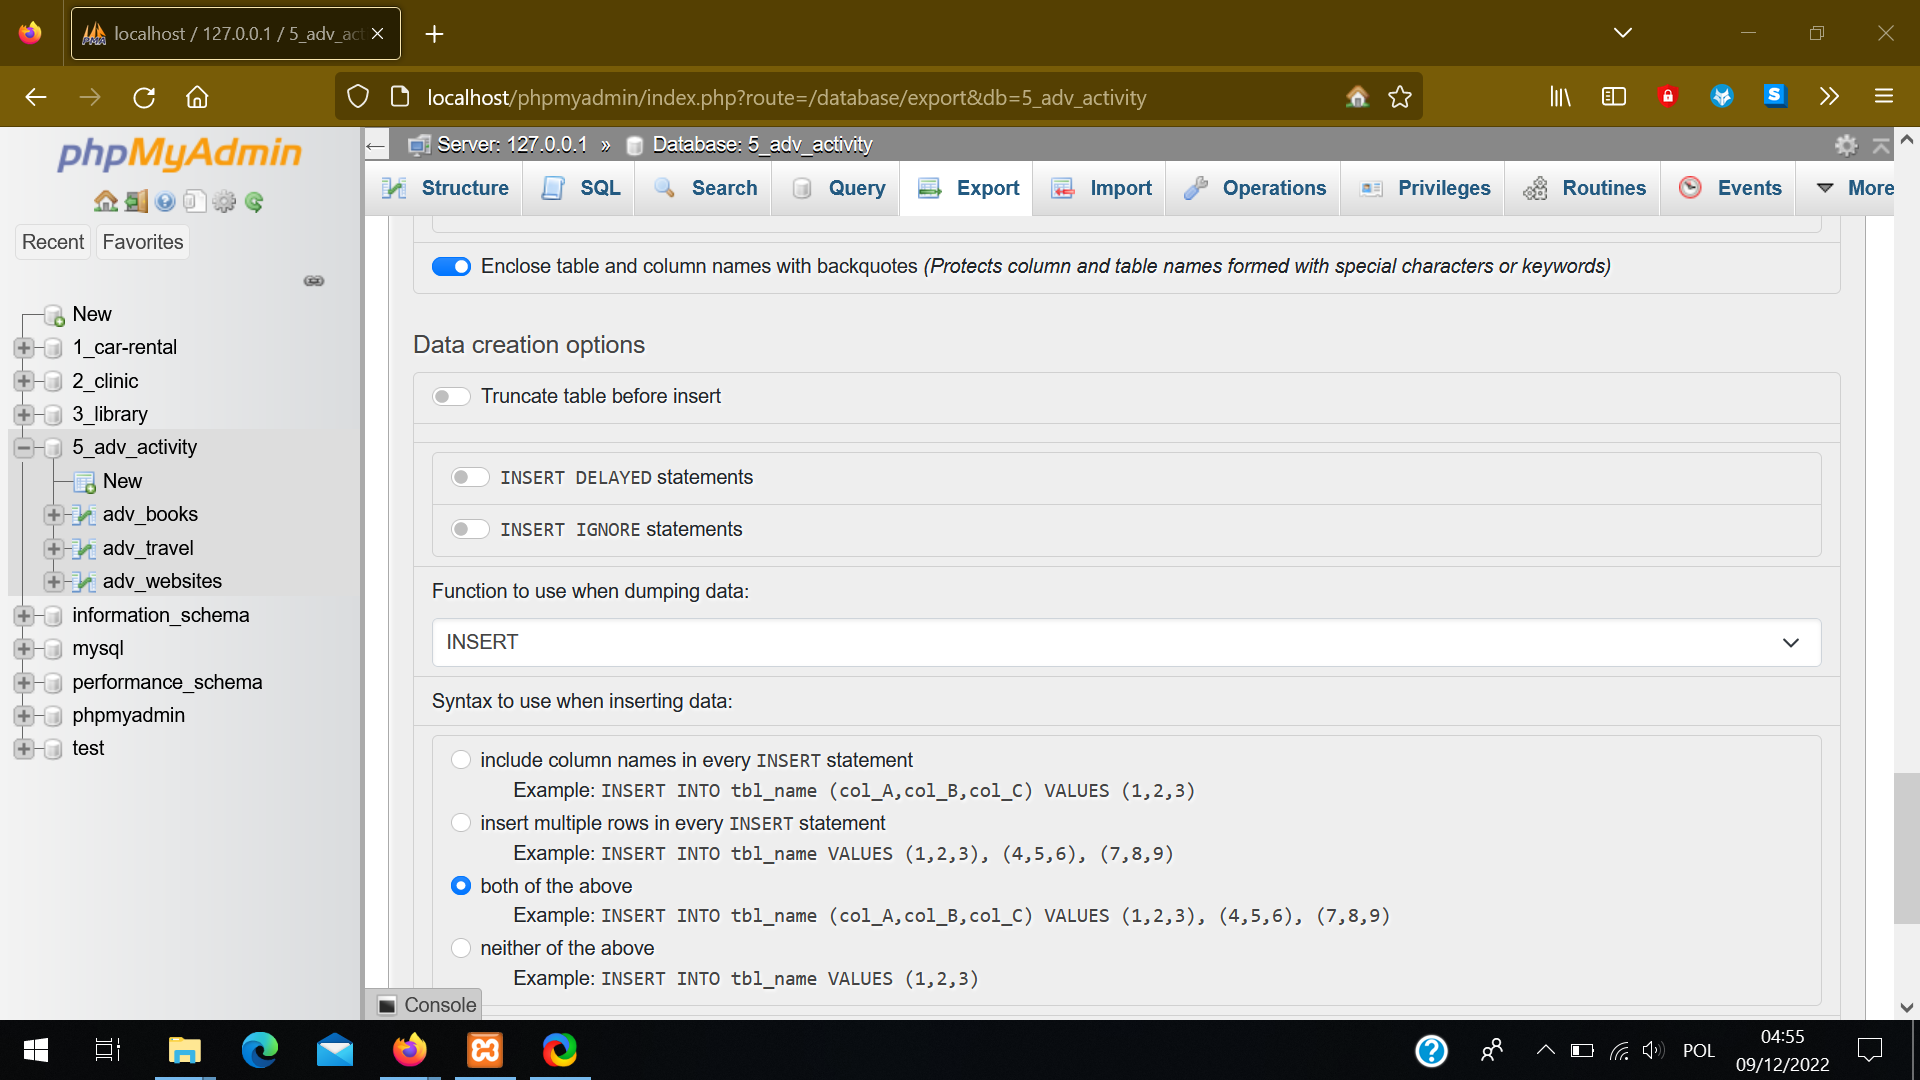 localhost / 127.0.0.1 / 5_adv_act
localhost/phpmyadmin/index.php?route=/database/export&db=5_adv_activity
phpMyAdmin
Recent
Favorites
New
1_car-rental
2_clinic
3_library
5_adv_activity
New
adv_books
adv_travel
adv_websites
information_schema
mysql
performance_schema
phpmyadmin
test
Server: 127.0.0.1 » Database: 5_adv_activity
Structure SQL Search Query Export Import Operations Privileges Routines Events More
Enclose table and column names with backquotes (Protects column and table names formed with special characters or keywords)
Data creation options
Truncate table before insert
INSERT DELAYED statements
INSERT IGNORE statements
Function to use when dumping data:
INSERT
Syntax to use when inserting data:
include column names in every INSERT statement
Example: INSERT INTO tbl_name (col_A,col_B,col_C) VALUES (1,2,3)
insert multiple rows in every INSERT statement
Example: INSERT INTO tbl_name VALUES (1,2,3), (4,5,6), (7,8,9)
both of the above
Example: INSERT INTO tbl_name (col_A,col_B,col_C) VALUES (1,2,3), (4,5,6), (7,8,9)
neither of the above
Example: INSERT INTO tbl_name VALUES (1,2,3)
Console
POL
04:55
09/12/2022